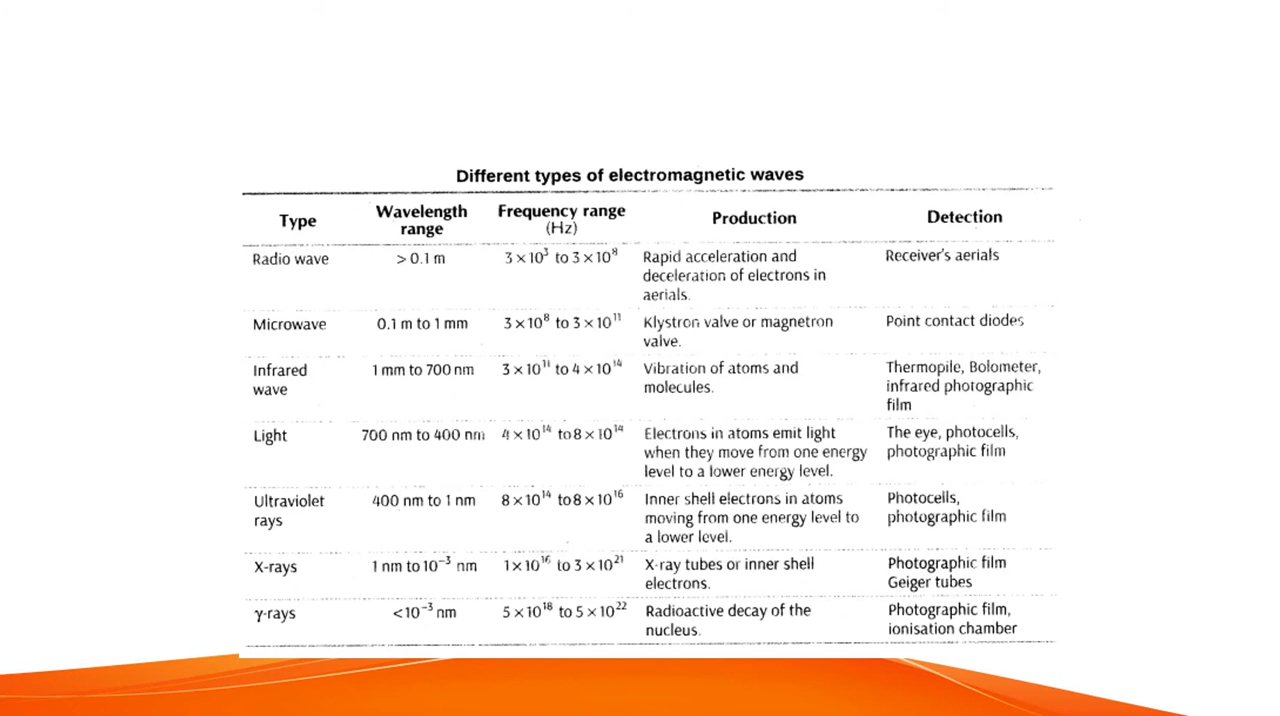 Different types of electromagnetic waves
Type Wavelength range Frequency range (Hz) Production Detection
Radio wave > 0.1 m 3 × 10³ to 3 × 10⁸ Rapid acceleration and Receiver's aerials
deceleration of electrons in
aerials.
Microwave 0.1 m to 1 mm 3 × 10⁸ to 3 × 10¹¹ Klystron valve or magnetron Point contact diodes
valve.
Infrared 1 mm to 700 nm 3 × 10¹¹ to 4 × 10¹⁴ Vibration of atoms and Thermopile, Bolometer,
wave molecules. infrared photographic
film
Light 700 nm to 400 nm 4 × 10¹⁴ to 8 × 10¹⁴ Electrons in atoms emit light The eye, photocells,
when they move from one energy photographic film
level to a lower energy level.
Ultraviolet 400 nm to 1 nm 8 × 10¹⁴ to 8 × 10¹⁶ Inner shell electrons in atoms Photocells,
rays moving from one energy level to photographic film
a lower level.
X-rays 1 nm to 10⁻³ nm 1 × 10¹⁶ to 3 × 10²¹ X-ray tubes or inner shell Photographic film
electrons. Geiger tubes
γ-rays <10⁻³ nm 5 × 10¹⁸ to 5 × 10²² Radioactive decay of the Photographic film,
nucleus. ionisation chamber